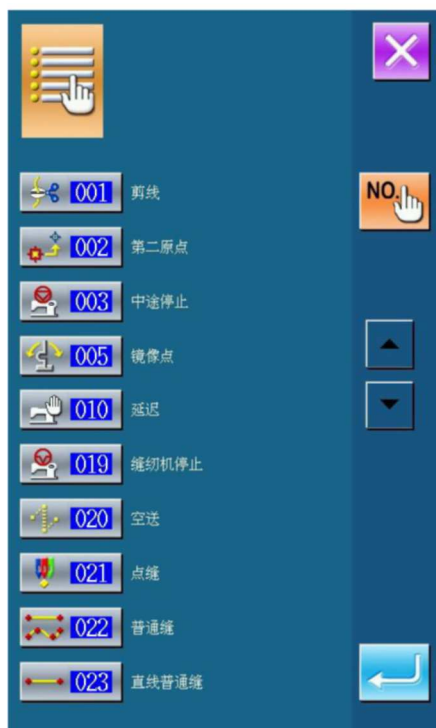 001 剪线
NO.
002 第二原点
003 中途停止
005 镜像点
010 延迟
019 缝纫机停止
020 空送
021 点缝
022 普通缝
023 直线普通缝